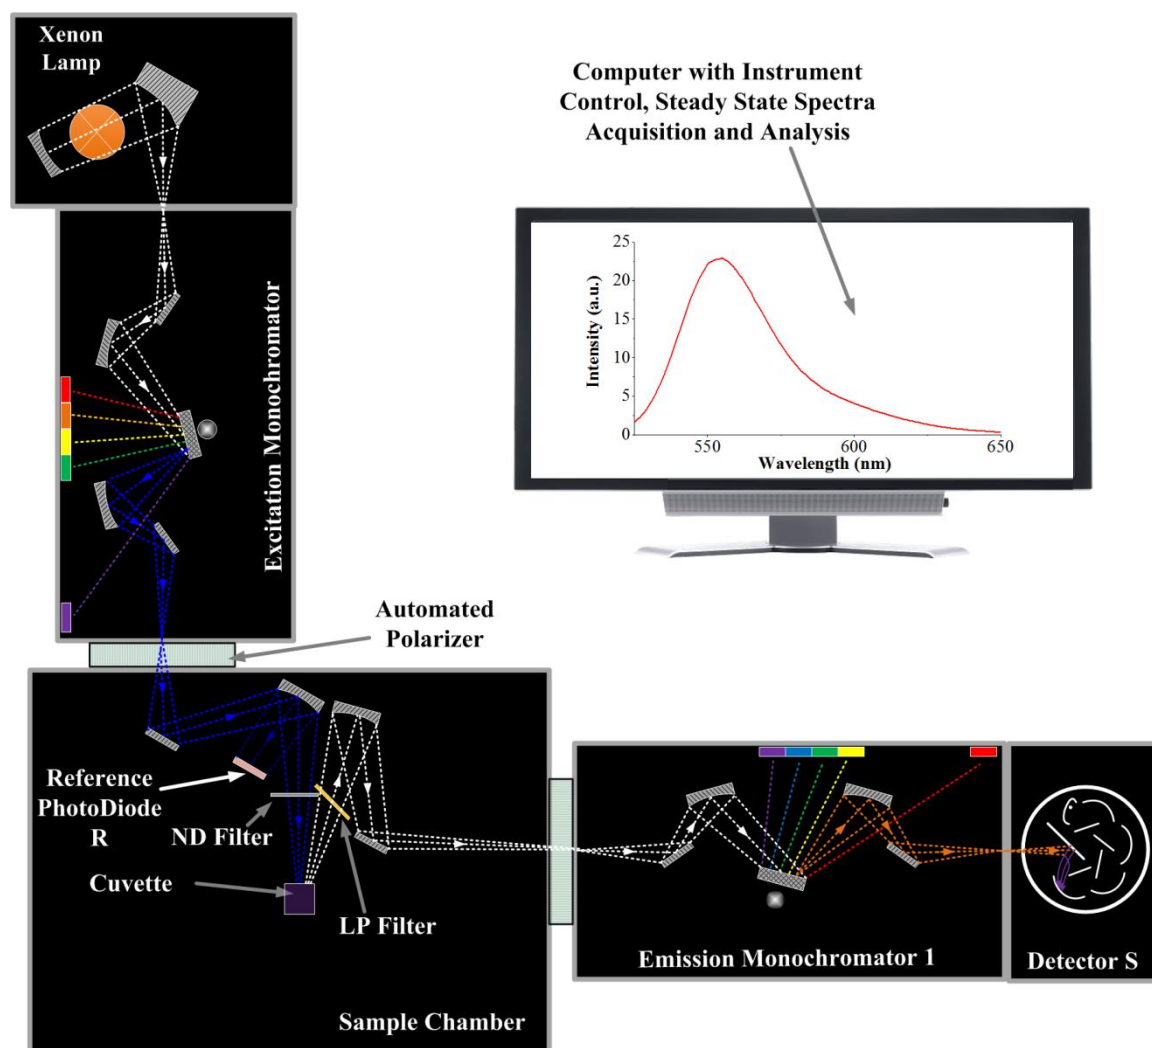 Xenon
Lamp
Computer with Instrument
Control, Steady State Spectra
Acquisition and Analysis
Excitation Monochromator
25
20
15
10
5
0
Intensity (a.u.)
550
600
650
Wavelength (nm)
Automated
Polarizer
Reference
PhotoDiode
R
ND Filter
Cuvette
LP Filter
Sample Chamber
Emission Monochromator 1
Detector S